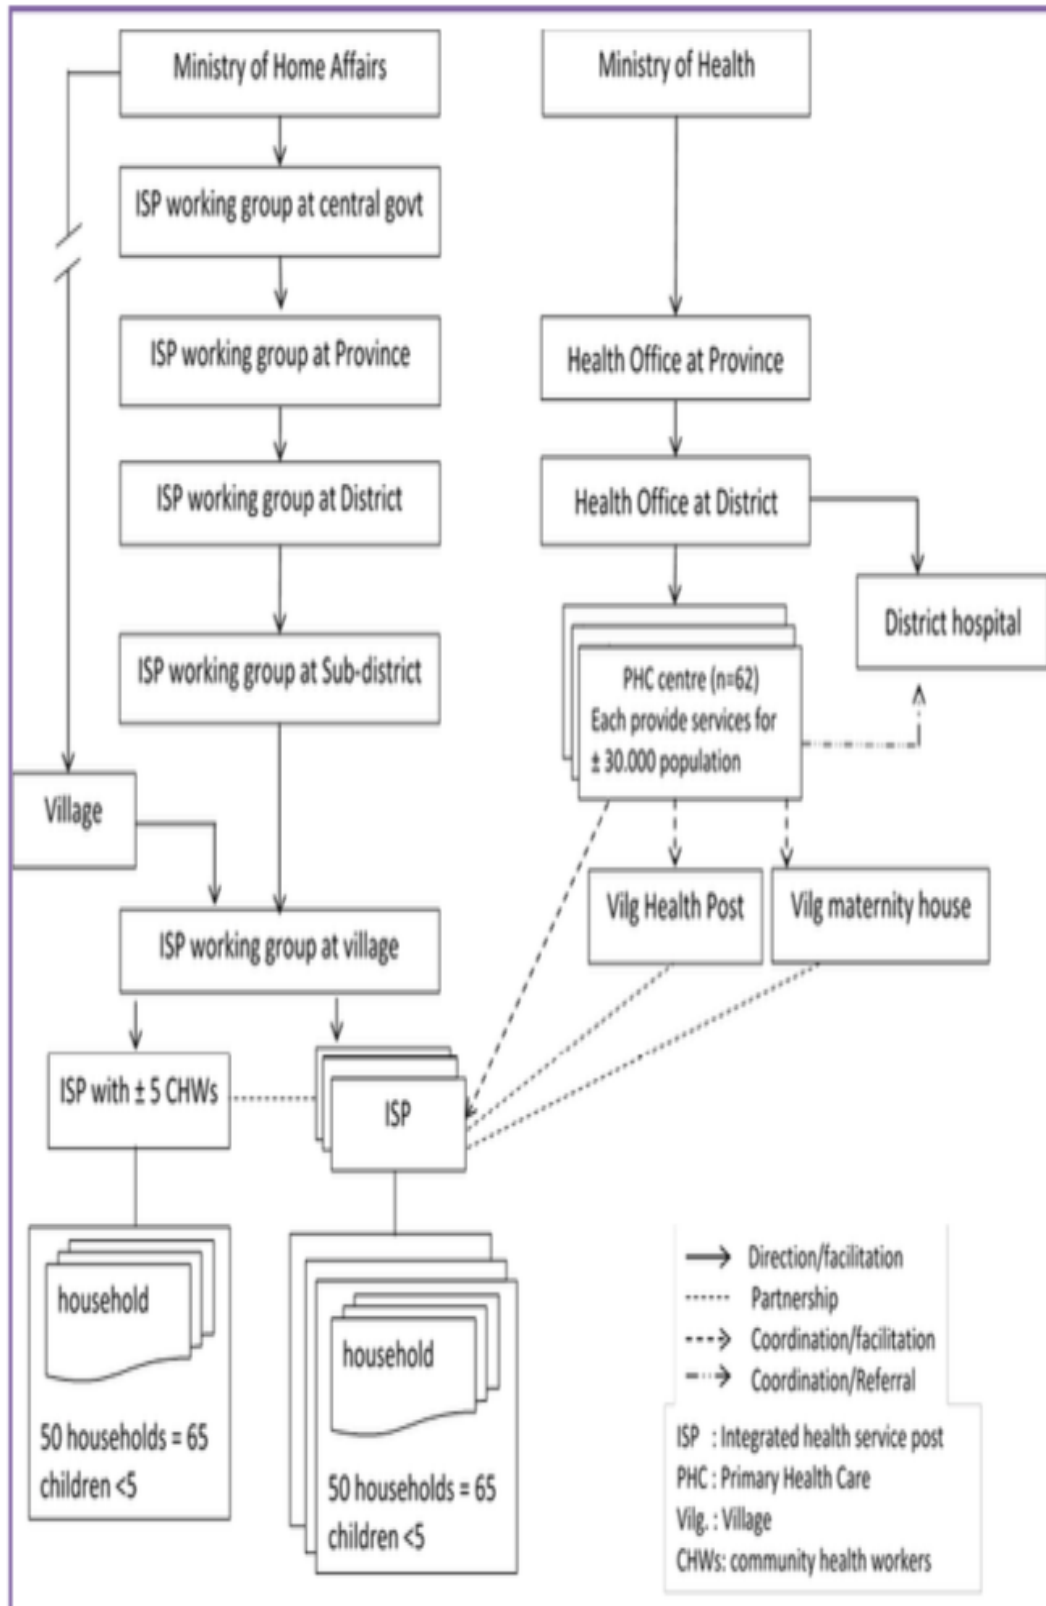 Ministry of Home Affairs
Ministry of Health
ISP working group at central govt
ISP working group at Province
Health Office at Province
ISP working group at District
Health Office at District
District hospital
ISP working group at Sub-district
PHC centre (n=62)
Each provide services for
± 30.000 population
Village
Vilg Health Post
Vilg maternity house
ISP working group at village
ISP with ± 5 CHWs
ISP
household
50 households = 65
children <5
household
50 households = 65
children <5
Direction/facilitation
Partnership
Coordination/facilitation
Coordination/Referral
ISP : Integrated health service post
PHC : Primary Health Care
Vilg. : Village
CHWs: community health workers